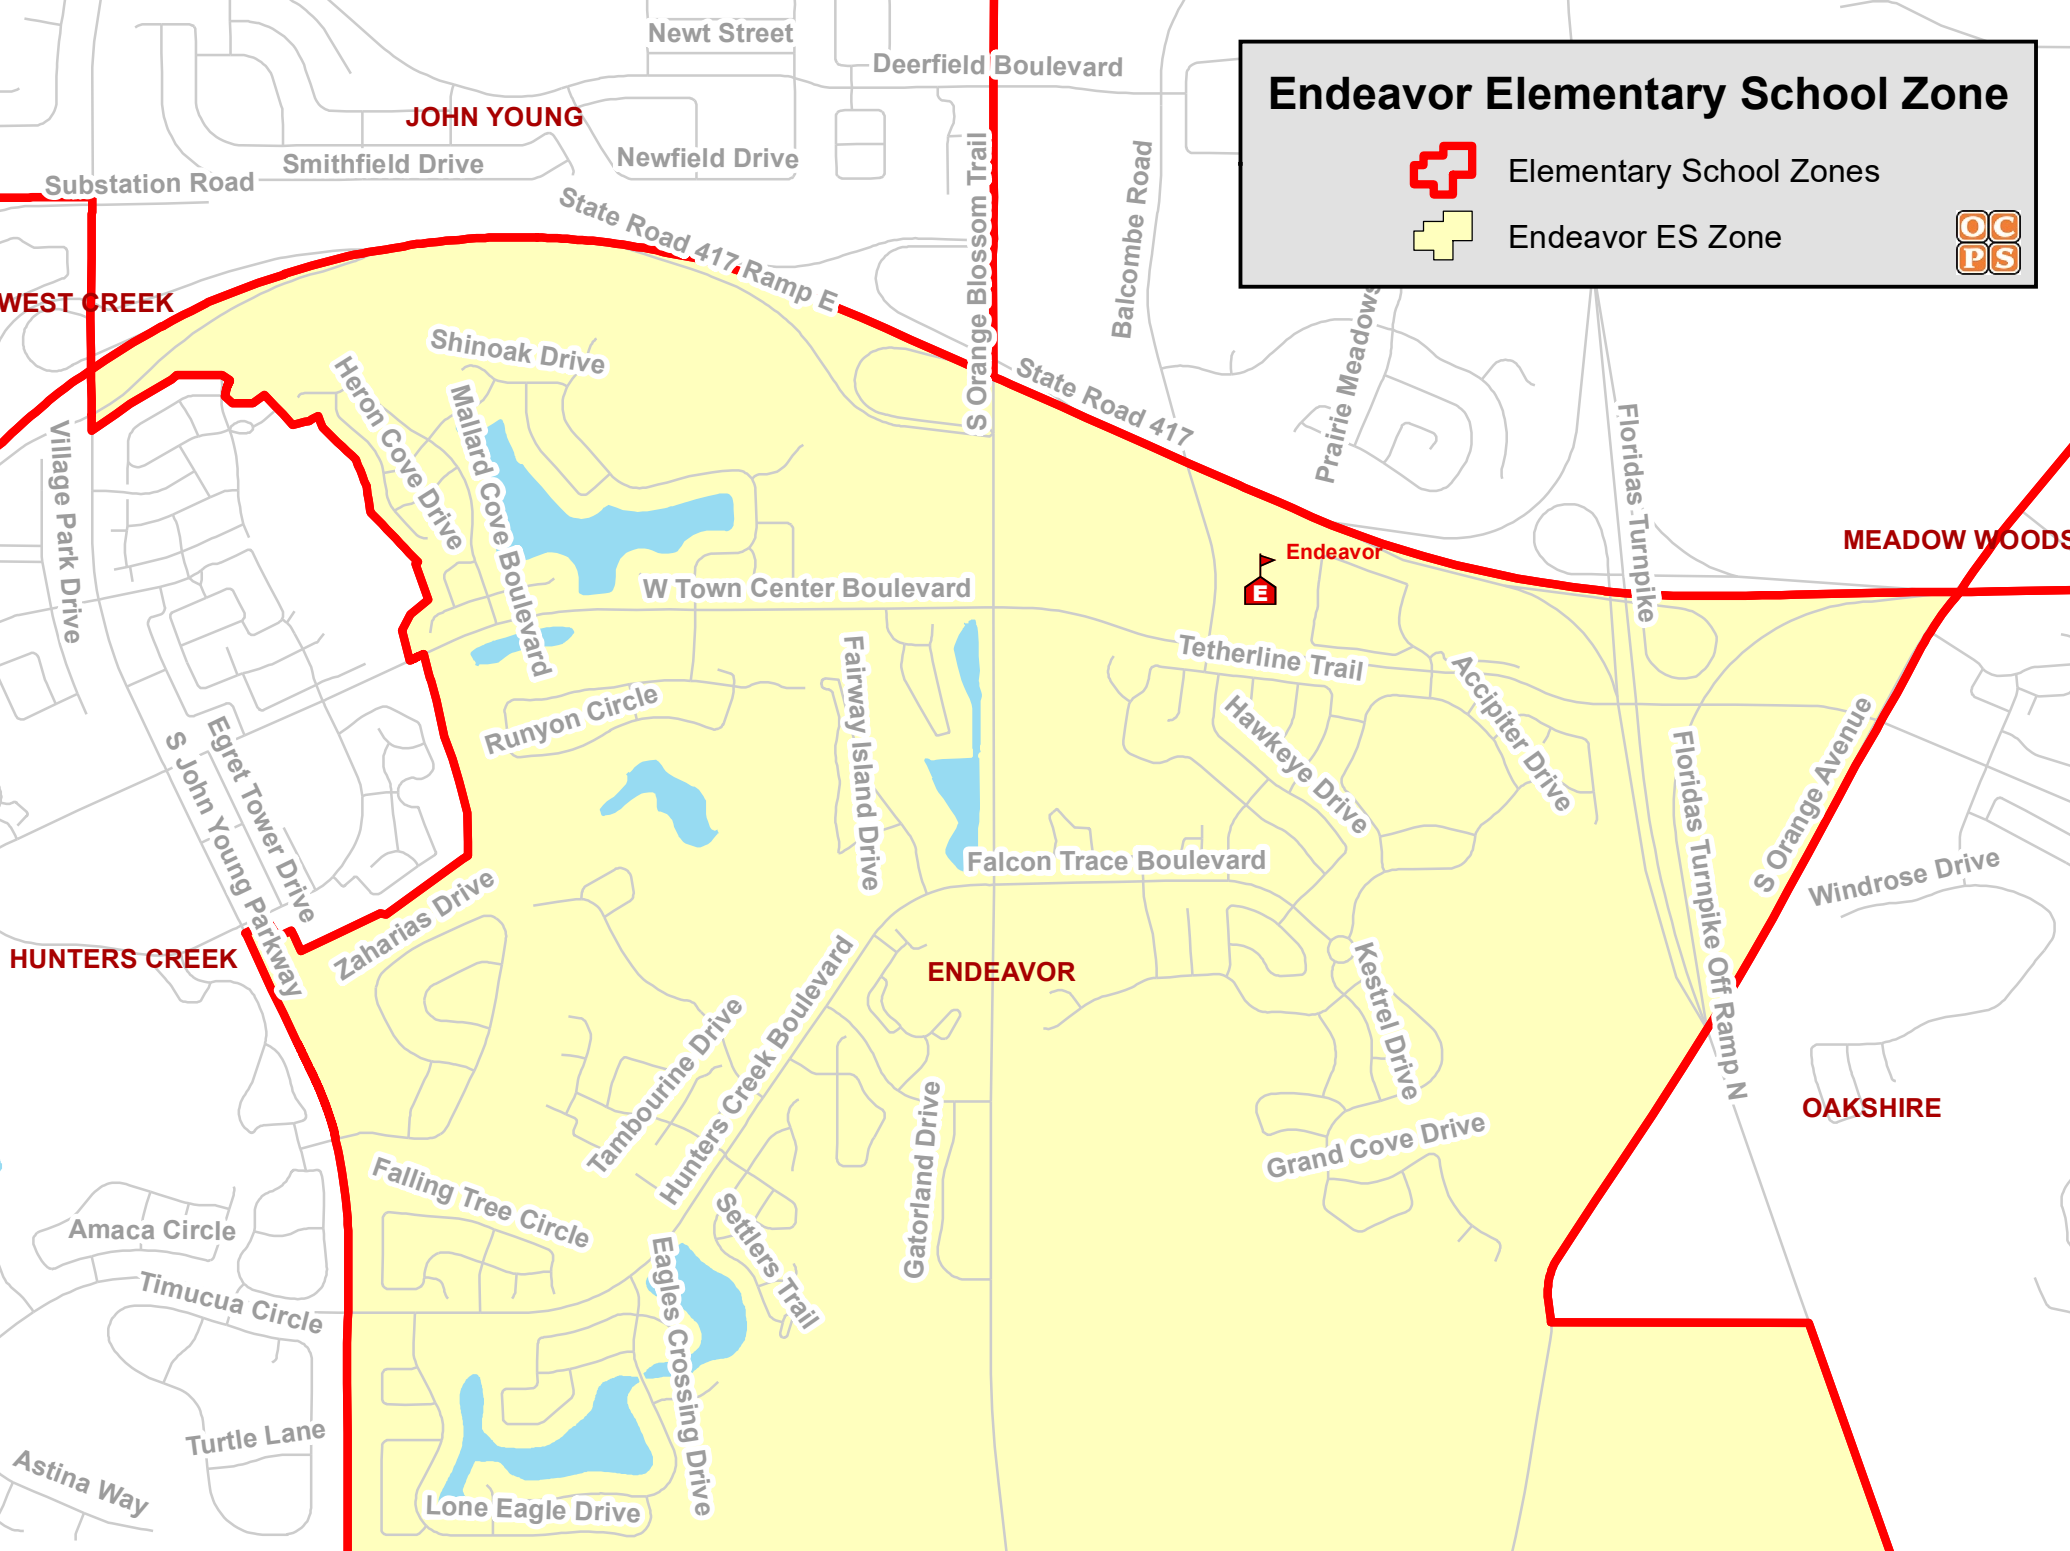 Newt Street
Deerfield Boulevard
Endeavor Elementary School Zone
Elementary School Zones
Endeavor ES Zone
O C
P S
JOHN YOUNG
Smithfield Drive
Newfield Drive
Substation Road
State Road 417 Ramp E
S Orange Blossom Trail
Balcombe Road
WEST CREEK
Shinoak Drive
Heron Cove Drive
Mallard Cove Boulevard
State Road 417
Prairie Meadows
Floridas Turnpike
Village Park Drive
MEADOW WOODS
Endeavor
E
W Town Center Boulevard
Tetherline Trail
Fairway Island Drive
Accipiter Drive
Runyon Circle
Hawkeye Drive
S Orange Avenue
Egret Tower Drive
S John Young Parkway
Floridas Turnpike Off Ramp N
Falcon Trace Boulevard
Windrose Drive
Zaharias Drive
HUNTERS CREEK
ENDEAVOR
Kestrel Drive
Tambourine Drive
Hunters Creek Boulevard
Gatorland Drive
OAKSHIRE
Grand Cove Drive
Falling Tree Circle
Settlers Trail
Amaca Circle
Eagles Crossing Drive
Timucua Circle
Turtle Lane
Astina Way
Lone Eagle Drive